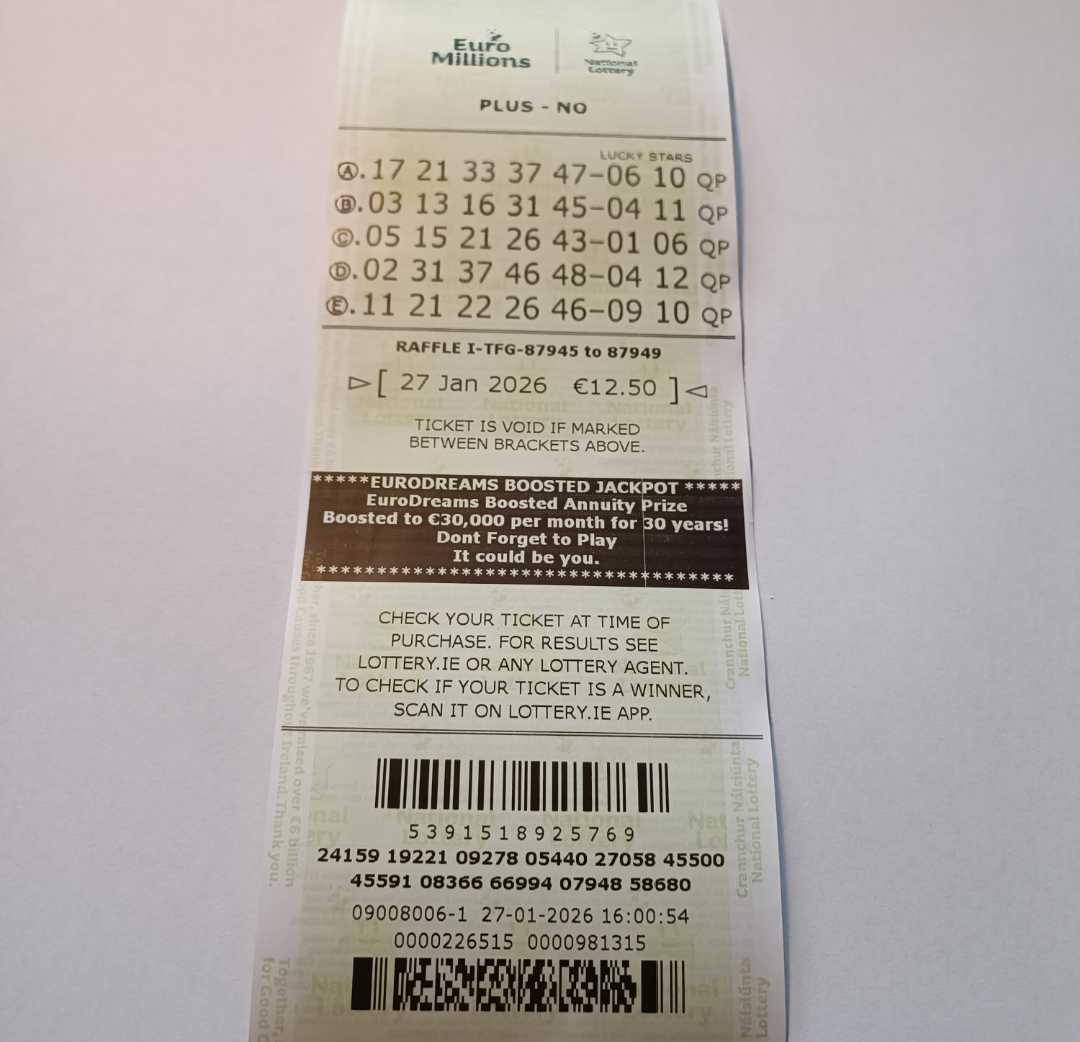 Euro
Millions
National
Lottery
PLUS - NO
LUCKY STARS
Ⓐ.17 21 33 37 47-06 10 QP
Ⓑ.03 13 16 31 45-04 11 QP
Ⓒ.05 15 21 26 43-01 06 QP
Ⓓ.02 31 37 46 48-04 12 QP
Ⓔ.11 21 22 26 46-09 10 QP
RAFFLE I-TFG-87945 to 87949
▷[ 27 Jan 2026 €12.50 ]◁
TICKET IS VOID IF MARKED
BETWEEN BRACKETS ABOVE.
*****EURODREAMS BOOSTED JACKPOT *****
EuroDreams Boosted Annuity Prize
Boosted to €30,000 per month for 30 years!
Dont Forget to Play
It could be you.
************************************
CHECK YOUR TICKET AT TIME OF
PURCHASE. FOR RESULTS SEE
LOTTERY.IE OR ANY LOTTERY AGENT.
TO CHECK IF YOUR TICKET IS A WINNER,
SCAN IT ON LOTTERY.IE APP.
5391518925769
24159 19221 09278 05440 27058 45500
45591 08366 66994 07948 58680
09008006-1 27-01-2026 16:00:54
0000226515 0000981315
Crannchur Náisiúnta
National Lottery